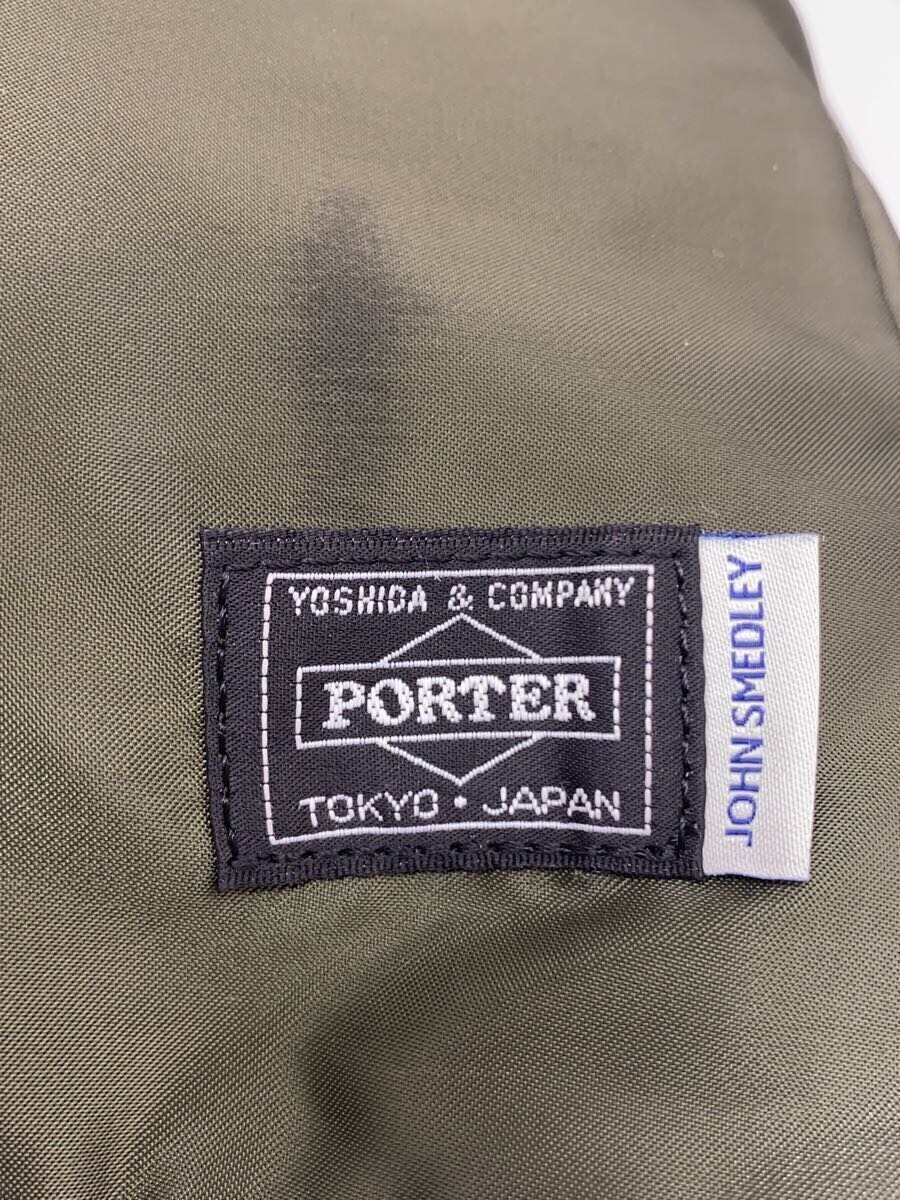 YOSHIDA & COMPANY
PORTER
TOKYO・JAPAN
JOHN SMEDLEY